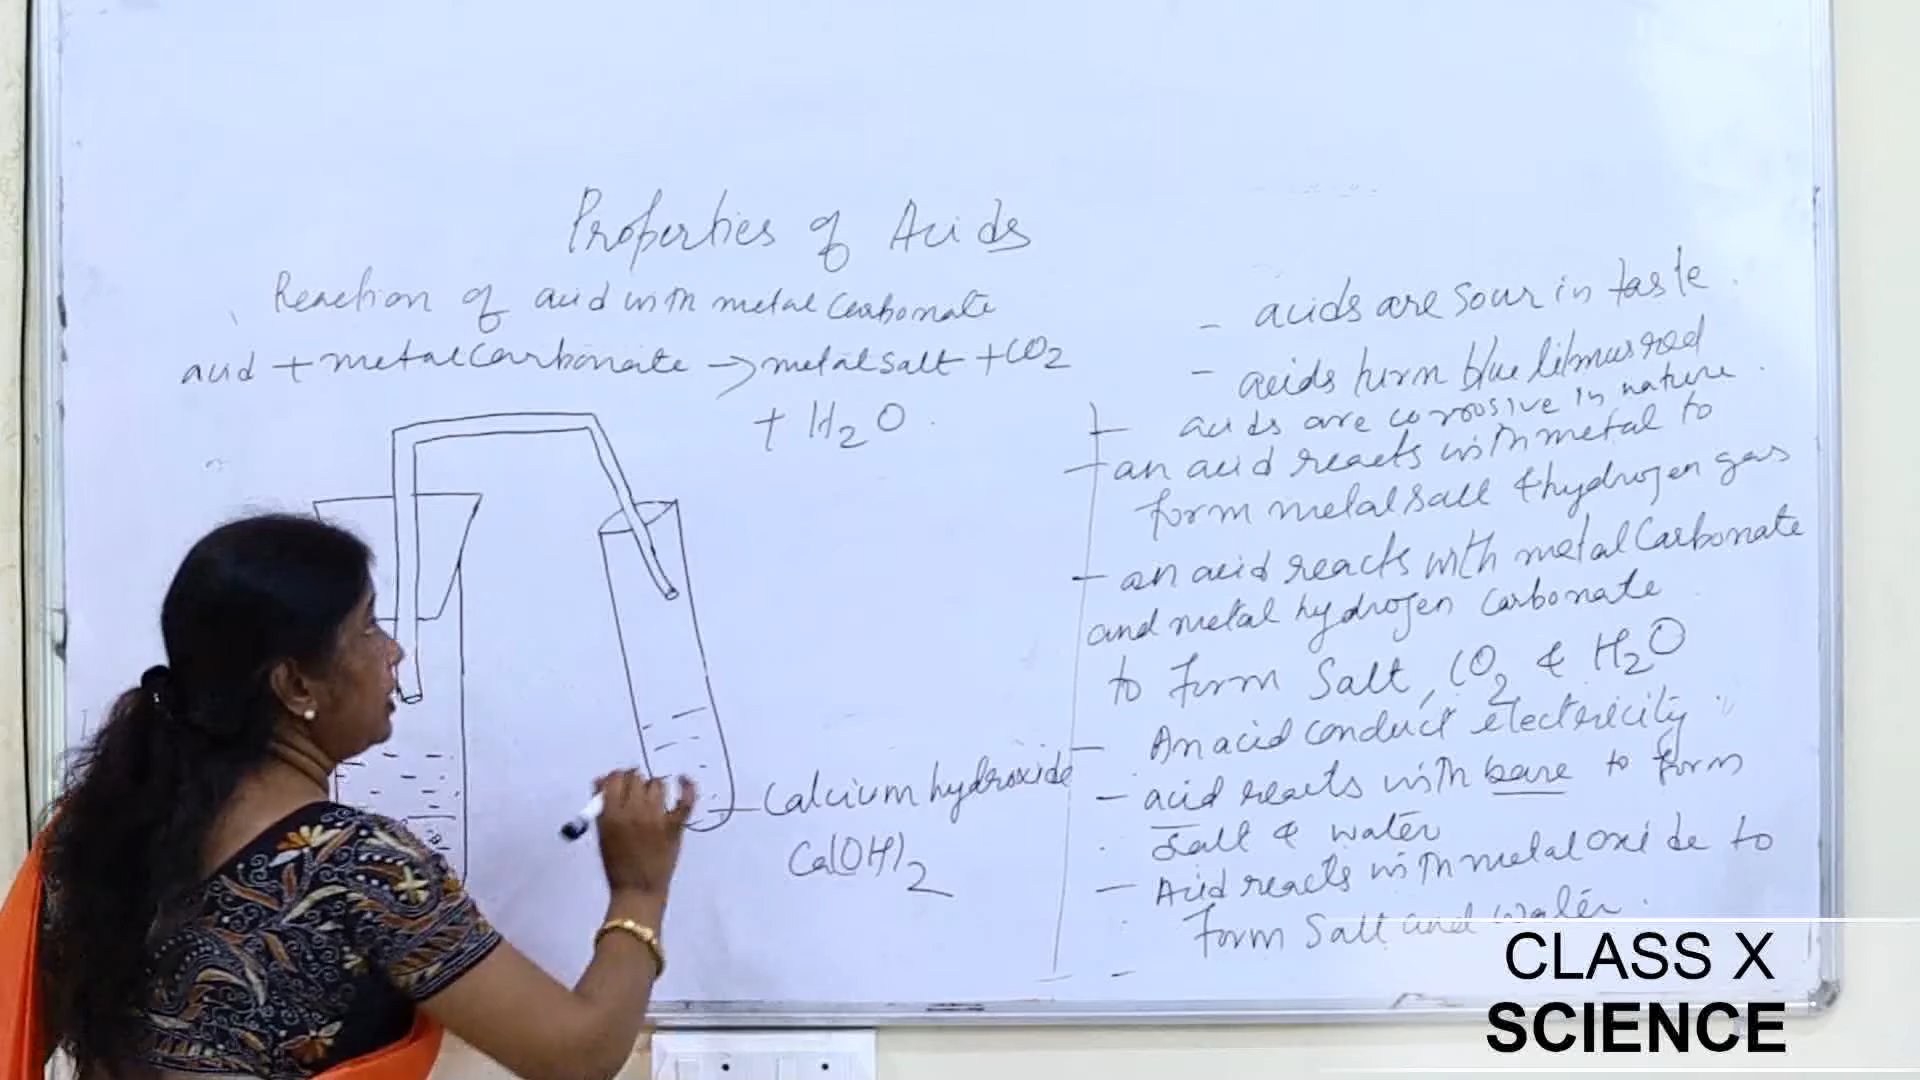 Properties of Acids
Reaction of acid with metal carbonate
acid + metal carbonate → metal salt + CO2
+ H2O.
Calcium hydroxide
Ca(OH)2
- acids are sour in taste.
- acids turn blue litmus red
- acids are corrosive in nature.
- an acid reacts with metal to
form metal salt & hydrogen gas
- an acid reacts with metal Carbonate
and metal hydrogen carbonate
to form Salt, CO2 & H2O
- An acid conduct electricity
- acid reacts with base to form
Salt & water
- Acid reacts with metal oxide to
form Salt and water.
CLASS X
SCIENCE